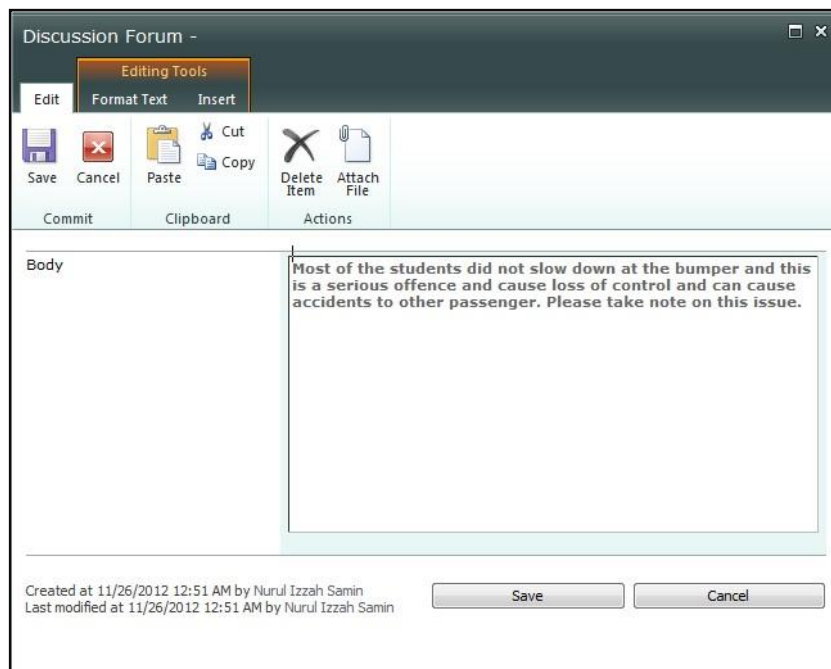 Discussion Forum -
Editing Tools
Edit Format Text Insert
Save Cancel Paste Cut Copy Delete Item Attach File
Commit Clipboard Actions
Body
Most of the students did not slow down at the bumper and this
is a serious offence and cause loss of control and can cause
accidents to other passenger. Please take note on this issue.
Created at 11/26/2012 12:51 AM by Nurul Izzah Samin
Last modified at 11/26/2012 12:51 AM by Nurul Izzah Samin
Save Cancel